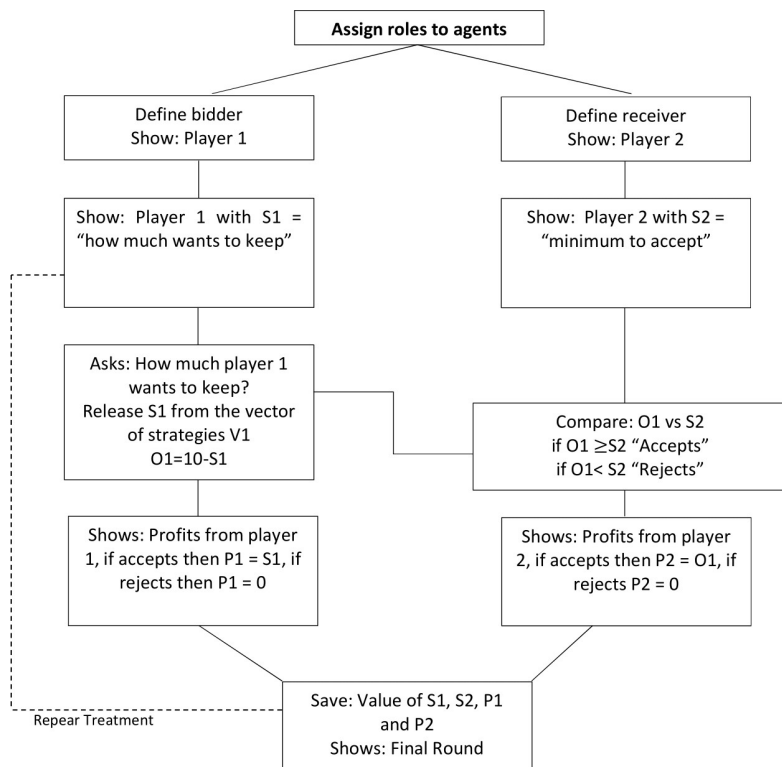 Assign roles to agents
Define bidder
Show: Player 1
Define receiver
Show: Player 2
Show: Player 1 with S1 =
“how much wants to keep”
Show: Player 2 with S2 =
“minimum to accept”
Asks: How much player 1
wants to keep?
Release S1 from the vector
of strategies V1
O1=10-S1
Compare: O1 vs S2
if O1 ≥S2 “Accepts”
if O1< S2 “Rejects”
Shows: Profits from player
1, if accepts then P1 = S1, if
rejects then P1 = 0
Shows: Profits from player
2, if accepts then P2 = O1, if
rejects P2 = 0
Save: Value of S1, S2, P1
and P2
Shows: Final Round
Repear Treatment